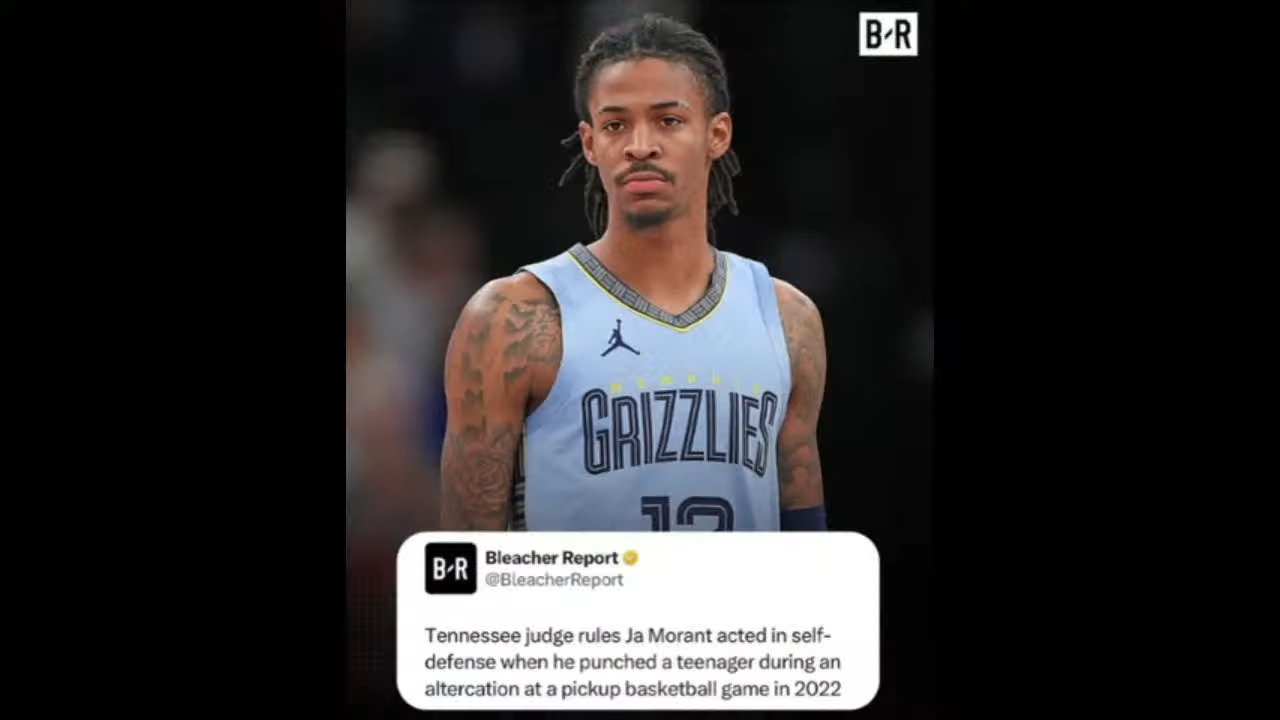 B-R
MEMPHIS
GRIZZLIES
12
B-R
Bleacher Report
@BleacherReport
Tennessee judge rules Ja Morant acted in self-
defense when he punched a teenager during an
altercation at a pickup basketball game in 2022